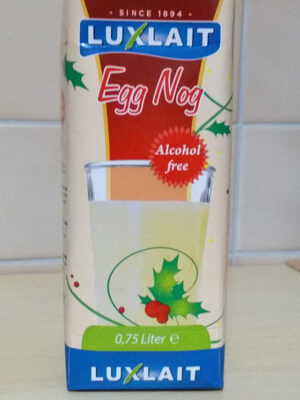 - SINCE 1894 -
LUXLAIT
Egg Nog
Alcohol
free
0,75 Liter ℮
LUXLAIT